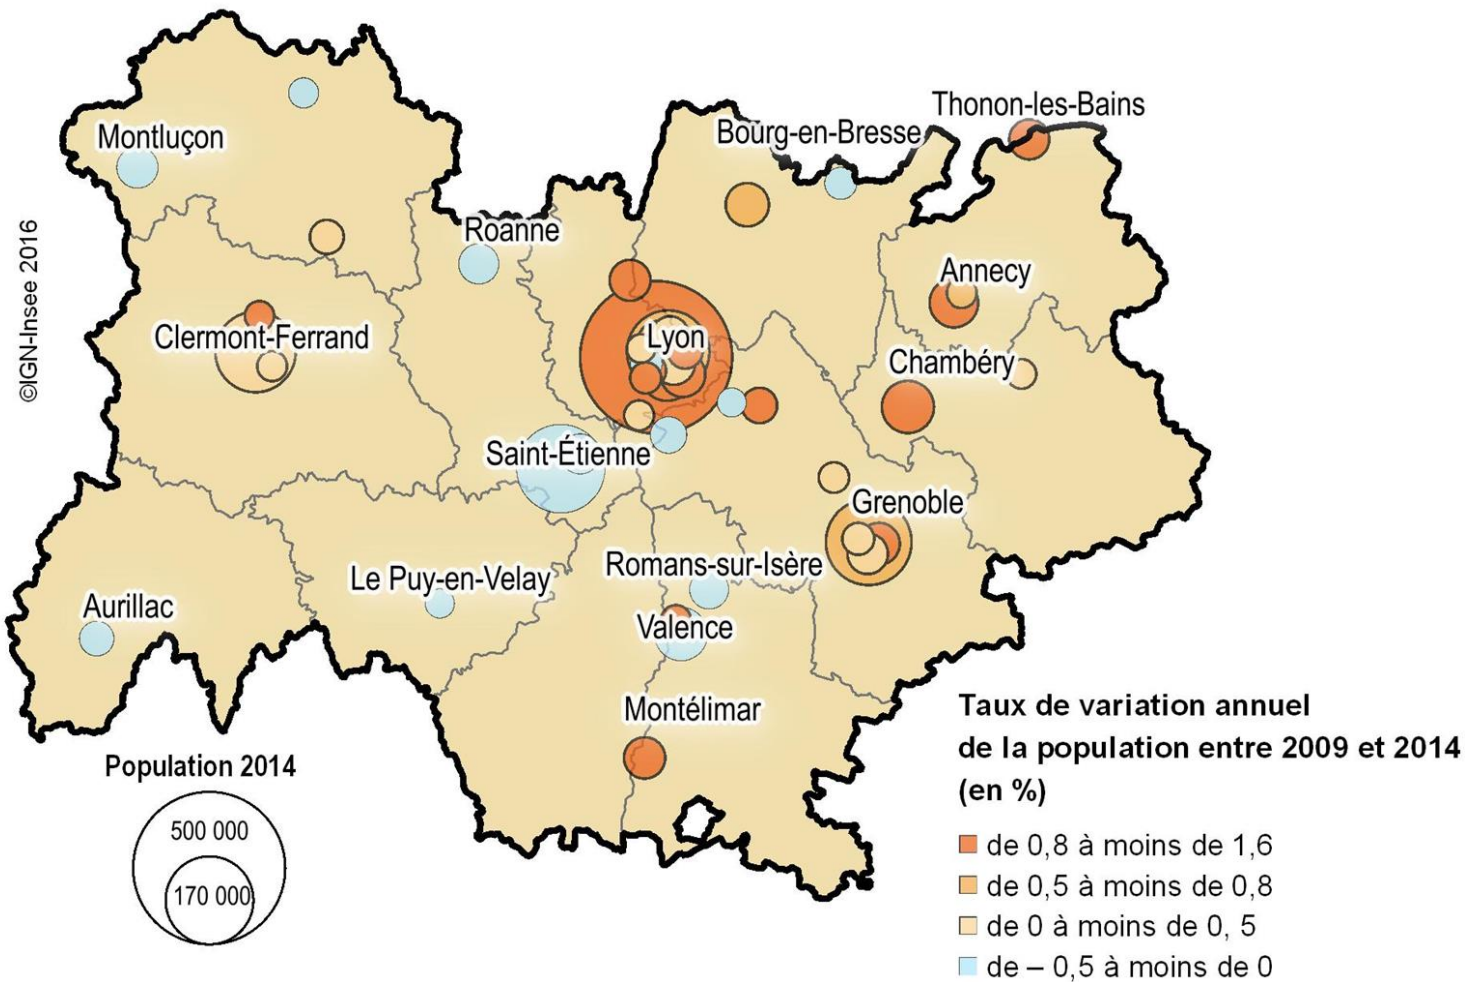 Thonon-les-Bains
Bourg-en-Bresse
Montluçon
Roanne
Annecy
Clermont-Ferrand
Lyon
Chambéry
Saint-Étienne
Grenoble
Romans-sur-Isère
Le Puy-en-Velay
Aurillac
Valence
Montélimar
©IGN-Insee 2016
Population 2014
500 000
170 000
Taux de variation annuel
de la population entre 2009 et 2014
(en %)
de 0,8 à moins de 1,6
de 0,5 à moins de 0,8
de 0 à moins de 0, 5
de – 0,5 à moins de 0